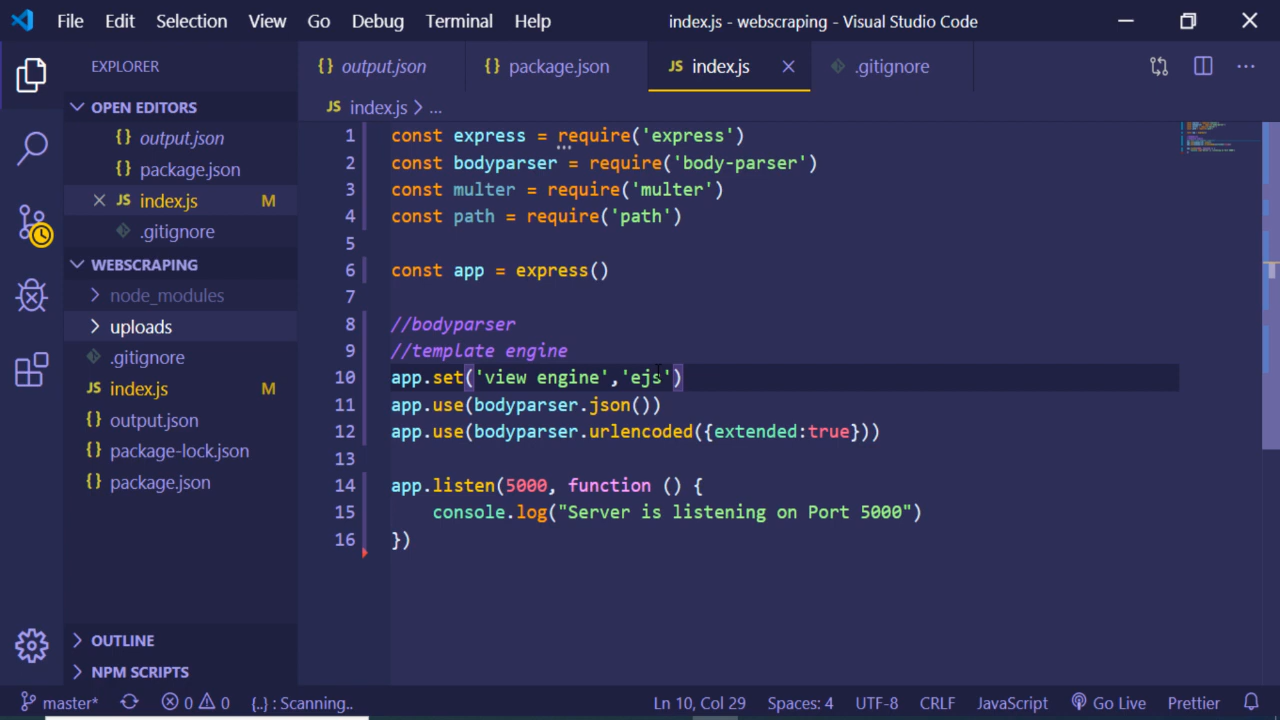 File Edit Selection View Go Debug Terminal Help index.js - webscraping - Visual Studio Code
EXPLORER
OPEN EDITORS
{} output.json
{} package.json
JS index.js M
.gitignore
WEBSCRAPING
node_modules
uploads
.gitignore
JS index.js M
{} output.json
{} package-lock.json
{} package.json
OUTLINE
NPM SCRIPTS
{} output.json {} package.json JS index.js .gitignore
JS index.js > ...
1 const express = require('express')
2 const bodyparser = require('body-parser')
3 const multer = require('multer')
4 const path = require('path')
5
6 const app = express()
7
8 //bodyparser
9 //template engine
10 app.set('view engine','ejs')
11 app.use(bodyparser.json())
12 app.use(bodyparser.urlencoded({extended:true}))
13
14 app.listen(5000, function () {
15 console.log("Server is listening on Port 5000")
16 })
master* 0 0 {..} : Scanning.. Ln 10, Col 29 Spaces: 4 UTF-8 CRLF JavaScript Go Live Prettier